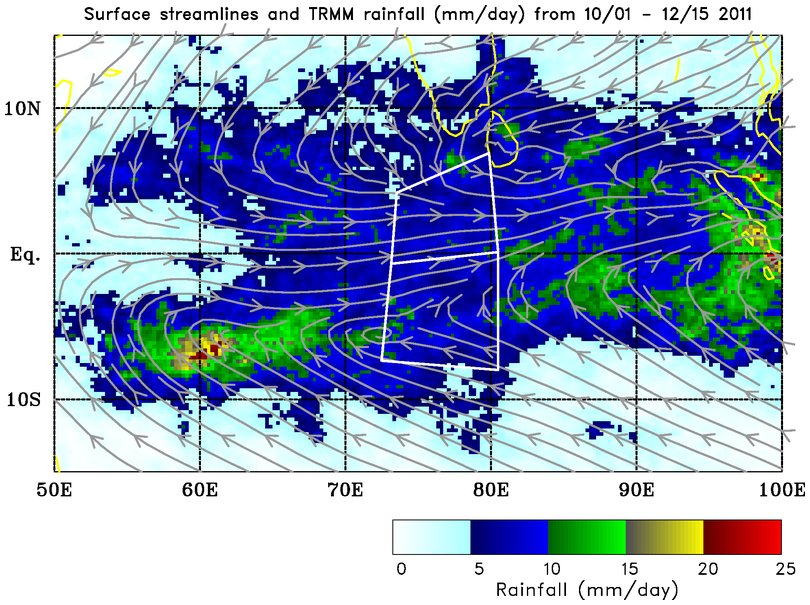 Surface streamlines and TRMM rainfall (mm/day) from 10/01 - 12/15 2011
10N
Eq.
10S
50E 60E 70E 80E 90E 100E
0 5 10 15 20 25
Rainfall (mm/day)